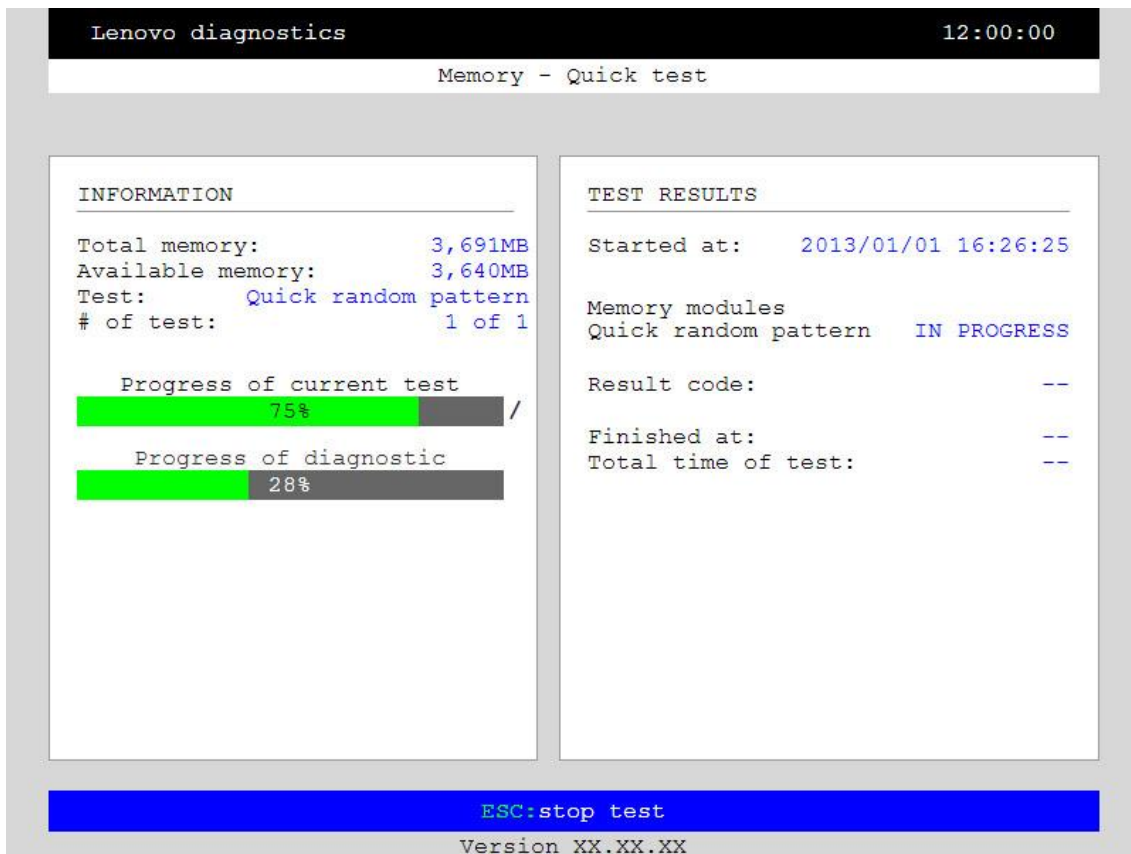 Lenovo diagnostics 12:00:00
Memory - Quick test
INFORMATION
Total memory: 3,691MB
Available memory: 3,640MB
Test: Quick random pattern
# of test: 1 of 1
Progress of current test
75% /
Progress of diagnostic
28%
TEST RESULTS
Started at: 2013/01/01 16:26:25
Memory modules
Quick random pattern IN PROGRESS
Result code: --
Finished at: --
Total time of test: --
ESC:stop test
Version XX.XX.XX